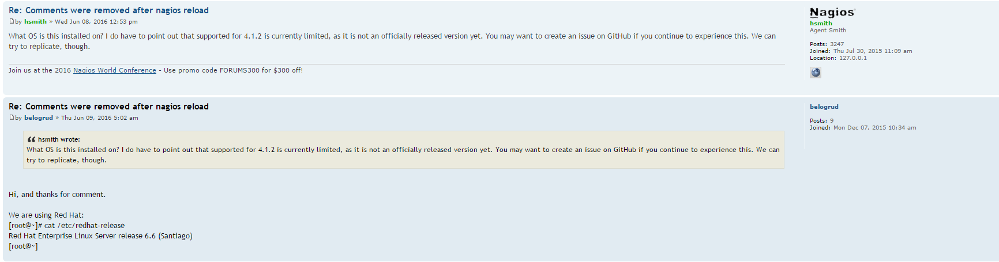 Re: Comments were removed after nagios reload
by hsmith » Wed Jun 08, 2016 12:53 pm
What OS is this installed on? I do have to point out that supported for 4.1.2 is currently limited, as it is not an officially released version yet. You may want to create an issue on GitHub if you continue to experience this. We can
try to replicate, though.
Join us at the 2016 Nagios World Conference - Use promo code FORUMS300 for $300 off!
Nagios
hsmith
Agent Smith
Posts: 3247
Joined: Thu Jul 30, 2015 11:09 am
Location: 127.0.0.1
Re: Comments were removed after nagios reload
by belogrud » Thu Jun 09, 2016 5:02 am
hsmith wrote:
What OS is this installed on? I do have to point out that supported for 4.1.2 is currently limited, as it is not an officially released version yet. You may want to create an issue on GitHub if you continue to experience this. We can
try to replicate, though.
Hi, and thanks for comment.
We are using Red Hat:
[root@~]# cat /etc/redhat-release
Red Hat Enterprise Linux Server release 6.6 (Santiago)
[root@~]
belogrud
Posts: 9
Joined: Mon Dec 07, 2015 10:34 am